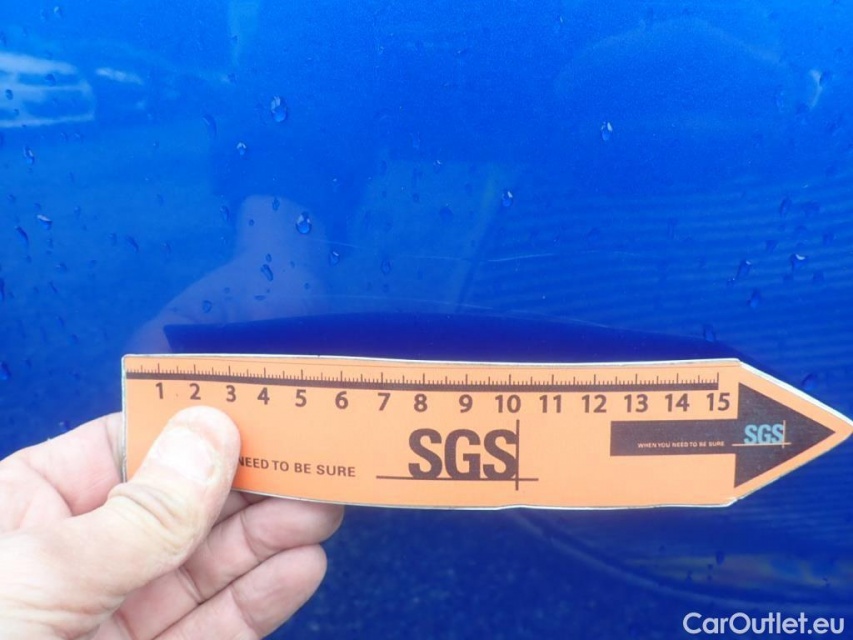 1 2 3 4 5 6 7 8 9 10 11 12 13 14 15
NEED TO BE SURE
SGS
WHEN YOU NEED TO BE SURE
SGS
CarOutlet.eu